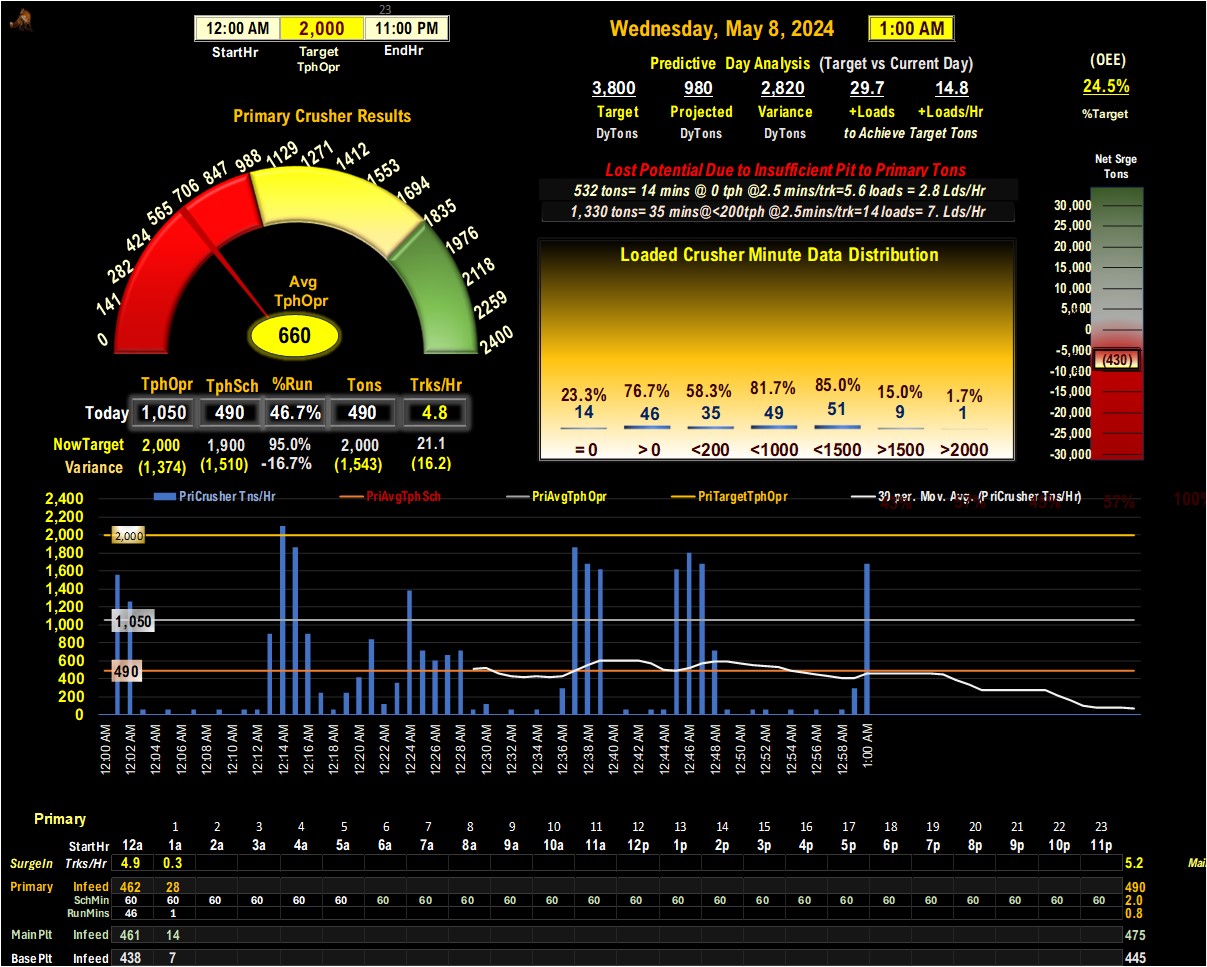 23
12:00 AM 2,000 11:00 PM
StartHr Target TphOpr EndHr
Wednesday, May 8, 2024 1:00 AM
Predictive Day Analysis (Target vs Current Day)
3,800 980 2,820 29.7 14.8
Target Projected Variance +Loads +Loads/Hr
DyTons DyTons DyTons to Achieve Target Tons
(OEE)
24.5%
%Target
Primary Crusher Results
0 141 282 424 565 706 847 988 1129 1271 1412 1553 1694 1835 1976 2118 2259 2400
Avg
TphOpr
660
Lost Potential Due to Insufficient Pit to Primary Tons
532 tons= 14 mins @ 0 tph @2.5 mins/trk=5.6 loads = 2.8 Lds/Hr
1,330 tons= 35 mins@<200tph @2.5mins/trk=14 loads= 7. Lds/Hr
Loaded Crusher Minute Data Distribution
23.3% 76.7% 58.3% 81.7% 85.0% 15.0% 1.7%
14 46 35 49 51 9 1
=0 >0 <200 <1000 <1500 >1500 >2000
Net Srge
Tons
30,000
25,000
20,000
15,000
10,000
5,000
0
-5,000
(430)
-10,000
-15,000
-20,000
-25,000
-30,000
TphOpr TphSch %Run Tons Trks/Hr
Today 1,050 490 46.7% 490 4.8
NowTarget 2,000 1,900 95.0% 2,000 21.1
Variance (1,374) (1,510) -16.7% (1,543) (16.2)
PriCrusher Tns/Hr PriAvgTphSch PriAvgTphOpr PriTargetTphOpr 30 per. Mov. Avg. (PriCrusher Tns/Hr)
43% 57% 43% 57% 100%
2,400
2,200
2,000 2,000
1,800
1,600
1,400
1,200
1,000 1,050
800
600
400 490
200
0
12:00 AM 12:02 AM 12:04 AM 12:06 AM 12:08 AM 12:10 AM 12:12 AM 12:14 AM 12:16 AM 12:18 AM 12:20 AM 12:22 AM 12:24 AM 12:26 AM 12:28 AM 12:30 AM 12:32 AM 12:34 AM 12:36 AM 12:38 AM 12:40 AM 12:42 AM 12:44 AM 12:46 AM 12:48 AM 12:50 AM 12:52 AM 12:54 AM 12:56 AM 12:58 AM 1:00 AM
Primary
1 2 3 4 5 6 7 8 9 10 11 12 13 14 15 16 17 18 19 20 21 22 23
StartHr 12a 1a 2a 3a 4a 5a 6a 7a 8a 9a 10a 11a 12p 1p 2p 3p 4p 5p 6p 7p 8p 9p 10p 11p
SurgeIn Trks/Hr 4.9 0.3 5.2
Primary Infeed 462 28 490
SchMin 60 60 60 60 60 60 60 60 60 60 60 60 60 60 60 60 60 60 60 60 60 60 60 60 2.0
RunMins 46 1 0.8
MainPlt Infeed 461 14 475
BasePlt Infeed 438 7 445